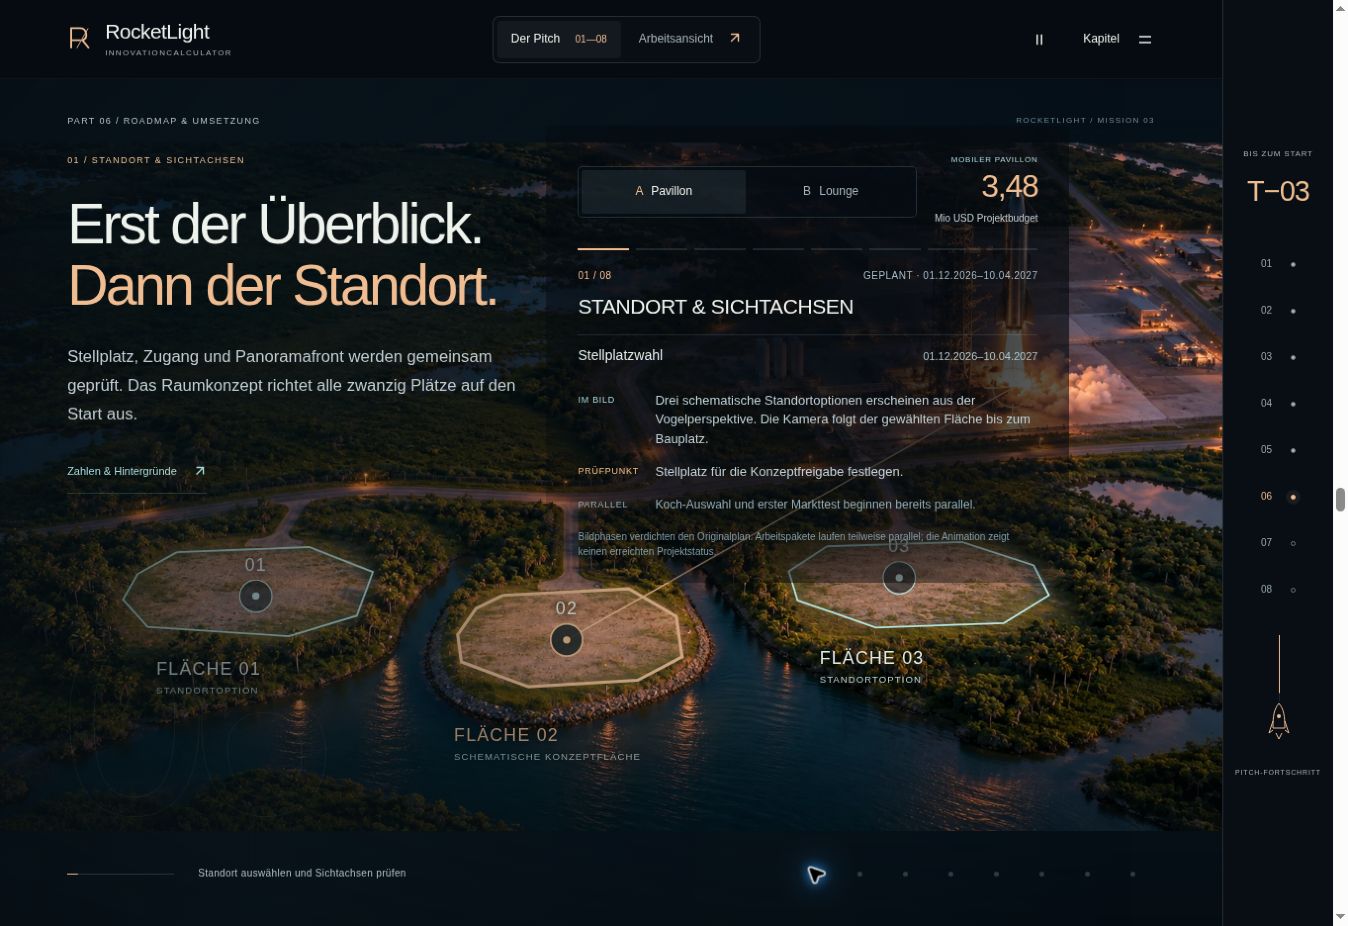 RocketLight
INNOVATIONCALCULATOR
Der Pitch 01—08
Arbeitsansicht
Kapitel
PART 06 / ROADMAP & UMSETZUNG
ROCKETLIGHT / MISSION 03
01 / STANDORT & SICHTACHSEN
Erst der Überblick.
Dann der Standort.
Stellplatz, Zugang und Panoramafront werden gemeinsam
geprüft. Das Raumkonzept richtet alle zwanzig Plätze auf den
Start aus.
Zahlen & Hintergründe
A Pavillon
B Lounge
MOBILER PAVILLON
3,48
Mio USD Projektbudget
01 / 08
GEPLANT · 01.12.2026–10.04.2027
STANDORT & SICHTACHSEN
Stellplatzwahl
01.12.2026–10.04.2027
IM BILD
Drei schematische Standortoptionen erscheinen aus der
Vogelperspektive. Die Kamera folgt der gewählten Fläche bis zum
Bauplatz.
PRÜFPUNKT
Stellplatz für die Konzeptfreigabe festlegen.
PARALLEL
Koch-Auswahl und erster Markttest beginnen bereits parallel.
Bildphasen verdichten den Originalplan. Arbeitspakete laufen teilweise parallel; die Animation zeigt
keinen erreichten Projektstatus.
01
FLÄCHE 01
STANDORTOPTION
02
FLÄCHE 02
SCHEMATISCHE KONZEPTFLÄCHE
03
FLÄCHE 03
STANDORTOPTION
06
Standort auswählen und Sichtachsen prüfen
BIS ZUM START
T−03
01
02
03
04
05
06
07
08
PITCH-FORTSCHRITT